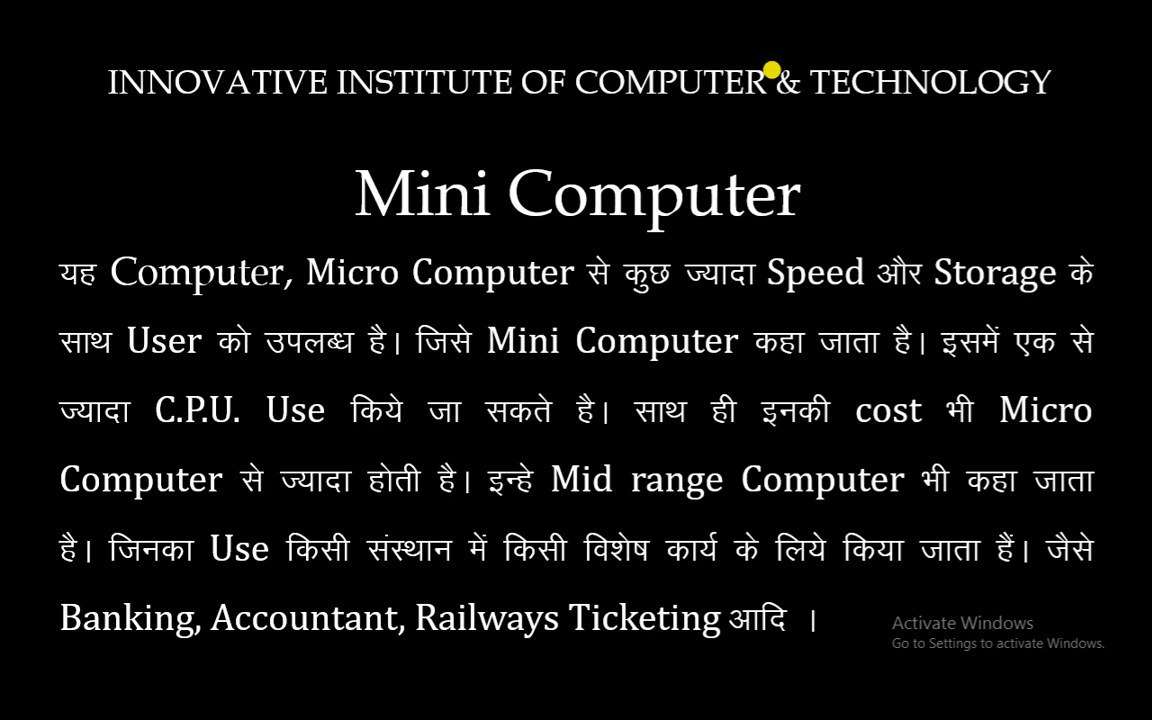 INNOVATIVE INSTITUTE OF COMPUTER & TECHNOLOGY
Mini Computer
यह Computer, Micro Computer से कुछ ज्यादा Speed और Storage के
साथ User को उपलब्ध है। जिसे Mini Computer कहा जाता है। इसमें एक से
ज्यादा C.P.U. Use किये जा सकते है। साथ ही इनकी cost भी Micro
Computer से ज्यादा होती है। इन्हे Mid range Computer भी कहा जाता
है। जिनका Use किसी संस्थान में किसी विशेष कार्य के लिये किया जाता हैं। जैसे
Banking, Accountant, Railways Ticketing आदि ।
Activate Windows
Go to Settings to activate Windows.